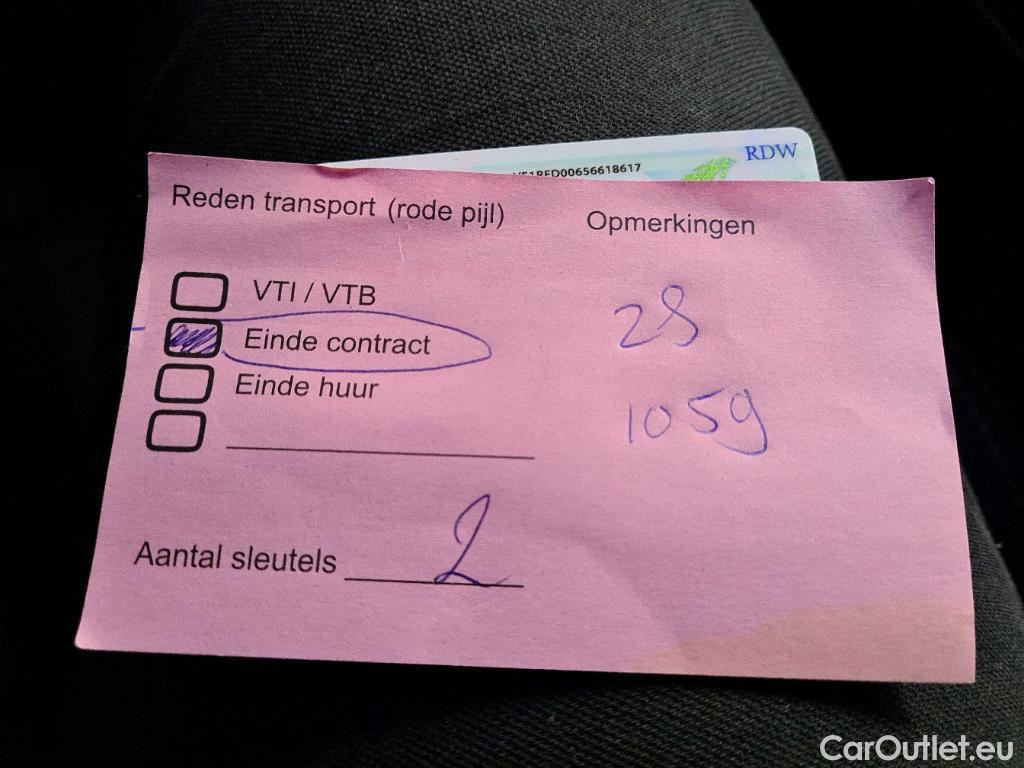 RDW
Reden transport (rode pijl)
Opmerkingen
VTI / VTB
Einde contract
Einde huur
28
1059
Aantal sleutels 2
CarOutlet.eu